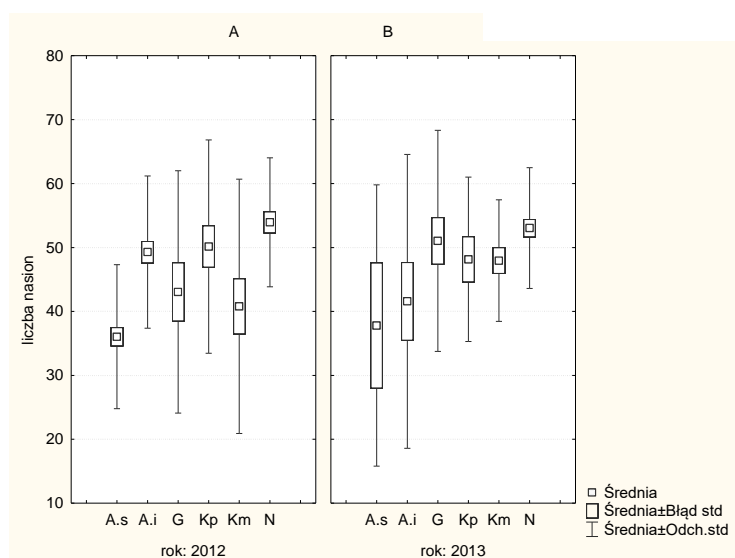 A B
liczba nasion
80
70
60
50
40
30
20
10
A.s A.i G Kp Km N
A.s A.i G Kp Km N
rok: 2012
rok: 2013
Średnia
Średnia±Błąd std
Średnia±Odch.std